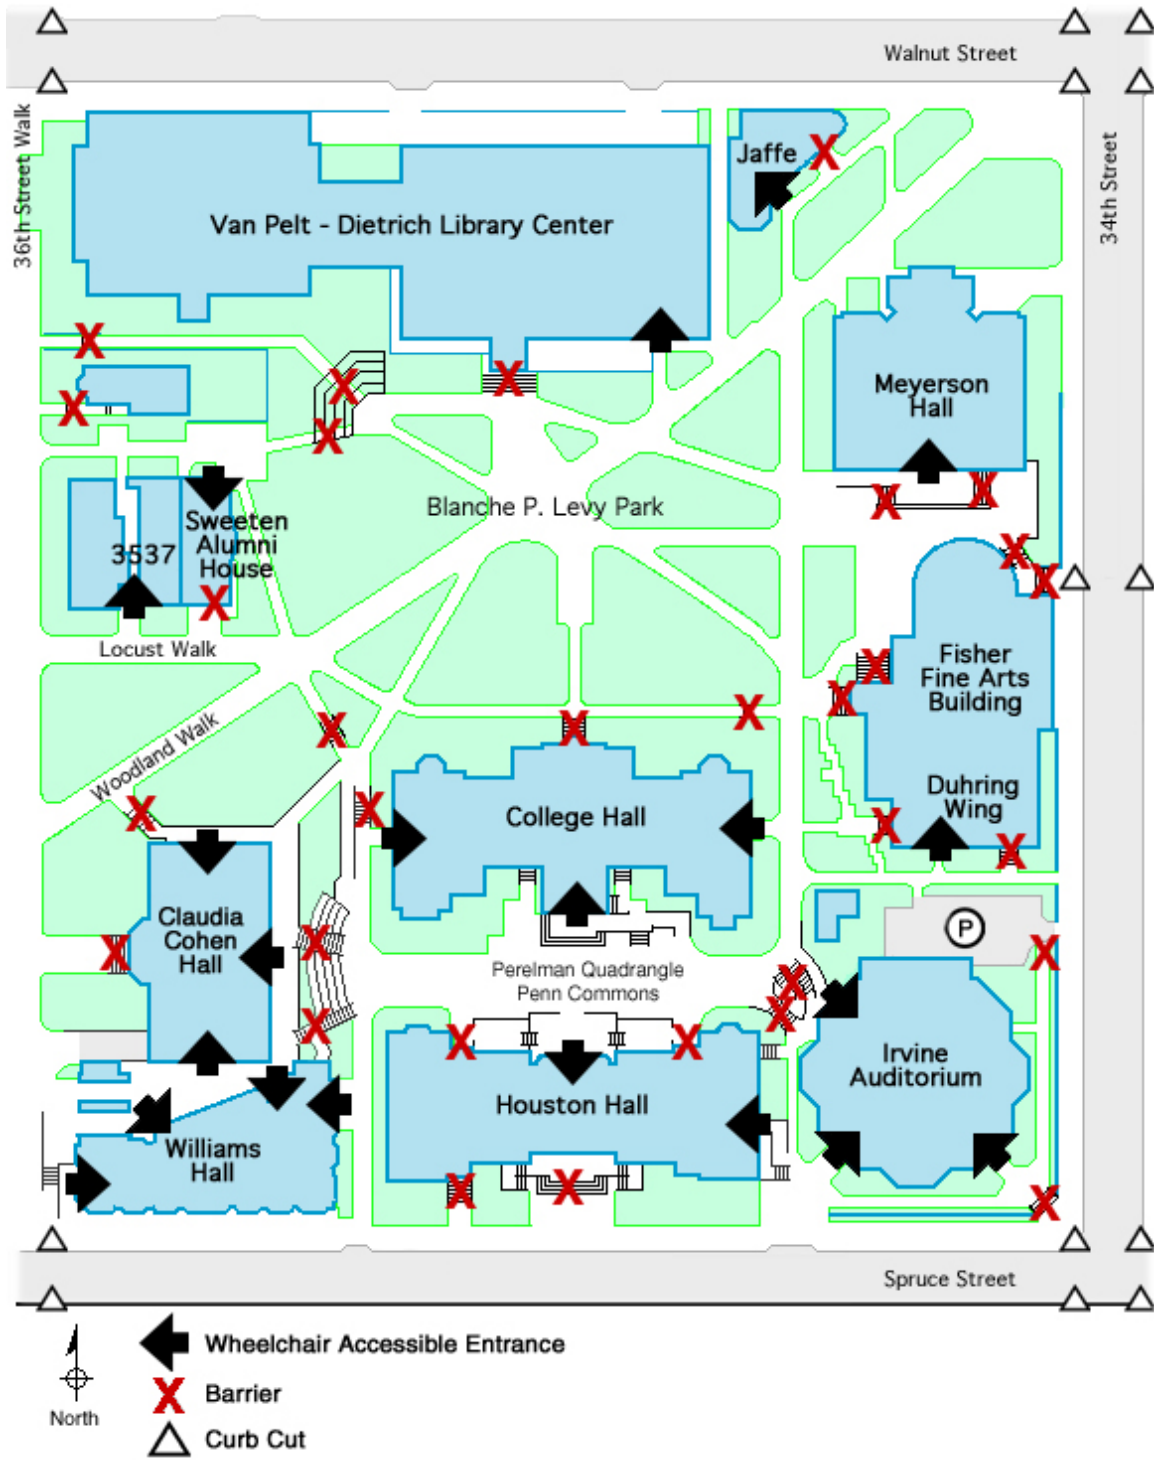 Walnut Street
36th Street Walk
34th Street
Jaffe
Van Pelt - Dietrich Library Center
Meyerson
Hall
Blanche P. Levy Park
Sweeten
Alumni
House
3537
Locust Walk
Fisher
Fine Arts
Building
Woodland Walk
Duhring
Wing
College Hall
Claudia
Cohen
Hall
P
Perelman Quadrangle
Penn Commons
Irvine
Auditorium
Houston Hall
Williams
Hall
Spruce Street
Wheelchair Accessible Entrance
Barrier
North
Curb Cut